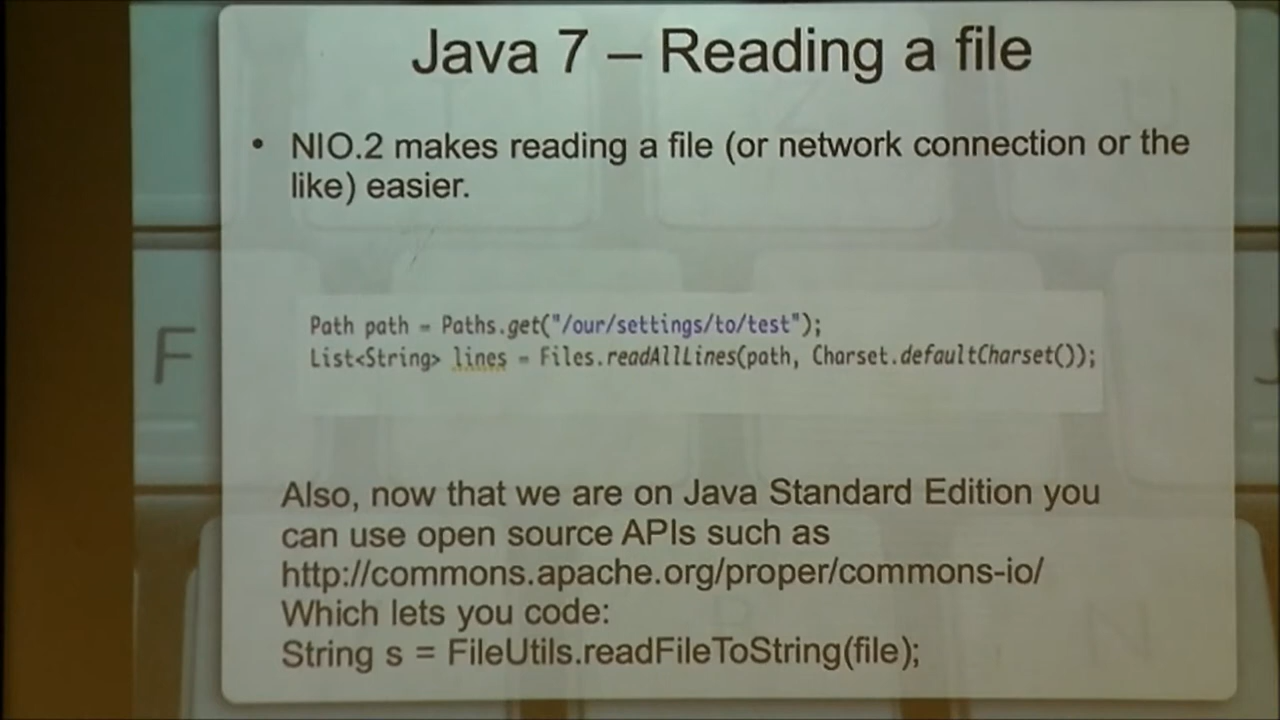 Java 7 – Reading a file
• NIO.2 makes reading a file (or network connection or the
like) easier.
Path path = Paths.get("/our/settings/to/test");
List<String> lines = Files.readAllLines(path, Charset.defaultCharset());
F
Also, now that we are on Java Standard Edition you
can use open source APIs such as
http://commons.apache.org/proper/commons-io/
Which lets you code:
String s = FileUtils.readFileToString(file);